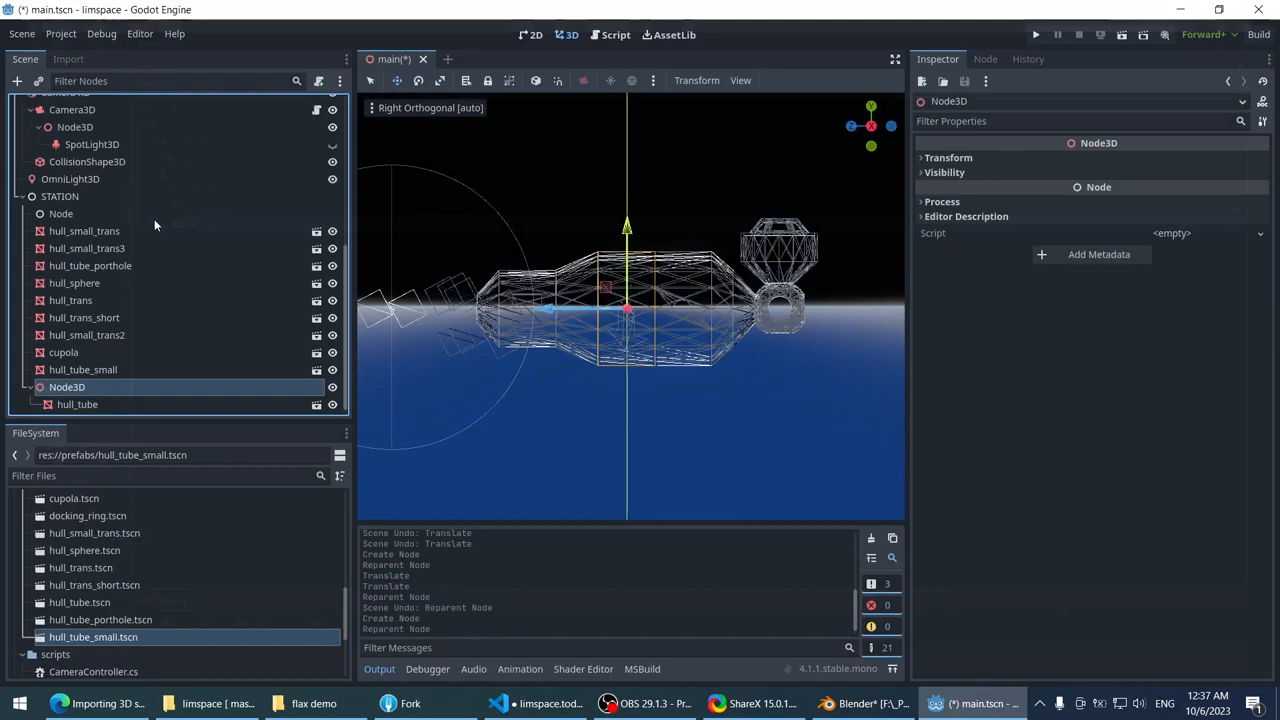 (*) main.tscn - limspace - Godot Engine
Scene Project Debug Editor Help
2D 3D Script AssetLib
Forward+ Build
Scene Import
main(*)
Inspector Node History
Filter Nodes
Transform View
Node3D
Filter Properties
Right Orthogonal [auto]
Y
Z X
Camera3D
Node3D
SpotLight3D
CollisionShape3D
OmniLight3D
STATION
Node
hull_small_trans
hull_small_trans3
hull_tube_porthole
hull_sphere
hull_trans
hull_trans_short
hull_small_trans2
cupola
hull_tube_small
Node3D
hull_tube
Node3D
Transform
Visibility
Node
Process
Editor Description
Script <empty>
Add Metadata
FileSystem
res://prefabs/hull_tube_small.tscn
Filter Files
cupola.tscn
docking_ring.tscn
hull_small_trans.tscn
hull_sphere.tscn
hull_trans.tscn
hull_trans_short.tscn
hull_tube.tscn
hull_tube_porthole.tscn
hull_tube_small.tscn
scripts
CameraController.cs
Scene Undo: Translate
Scene Undo: Translate
Create Node
Reparent Node
Translate
Translate
Reparent Node
Scene Undo: Reparent Node
Create Node
Reparent Node
3
0
0
21
Filter Messages
Output Debugger Audio Animation Shader Editor MSBuild
4.1.1.stable.mono
Importing 3D s...
limspace [ mas...
flax demo
Fork
limspace.tod...
OBS 29.1.3 - Pr...
ShareX 15.0.1...
Blender* [F:\_P...
(*) main.tscn - ...
ENG
12:37 AM
10/6/2023
1